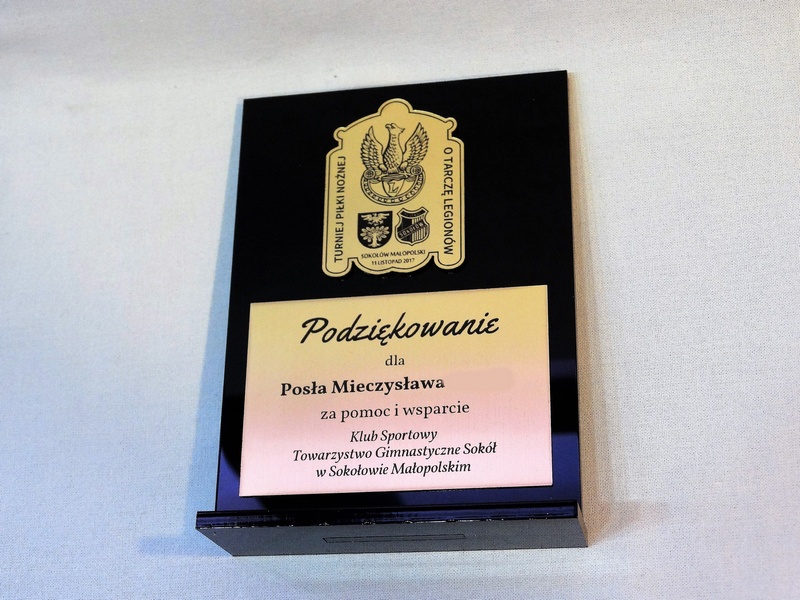 TURNIEJ PIŁKI NOŻNEJ
O TARCZĘ LEGIONÓW
L
SOKÓŁ
SOKOŁÓW MAŁOPOLSKI
11 LISTOPAD 2017
Podziękowanie
dla
Posła Mieczysława
za pomoc i wsparcie
Klub Sportowy
Towarzystwo Gimnastyczne Sokół
w Sokołowie Małopolskim